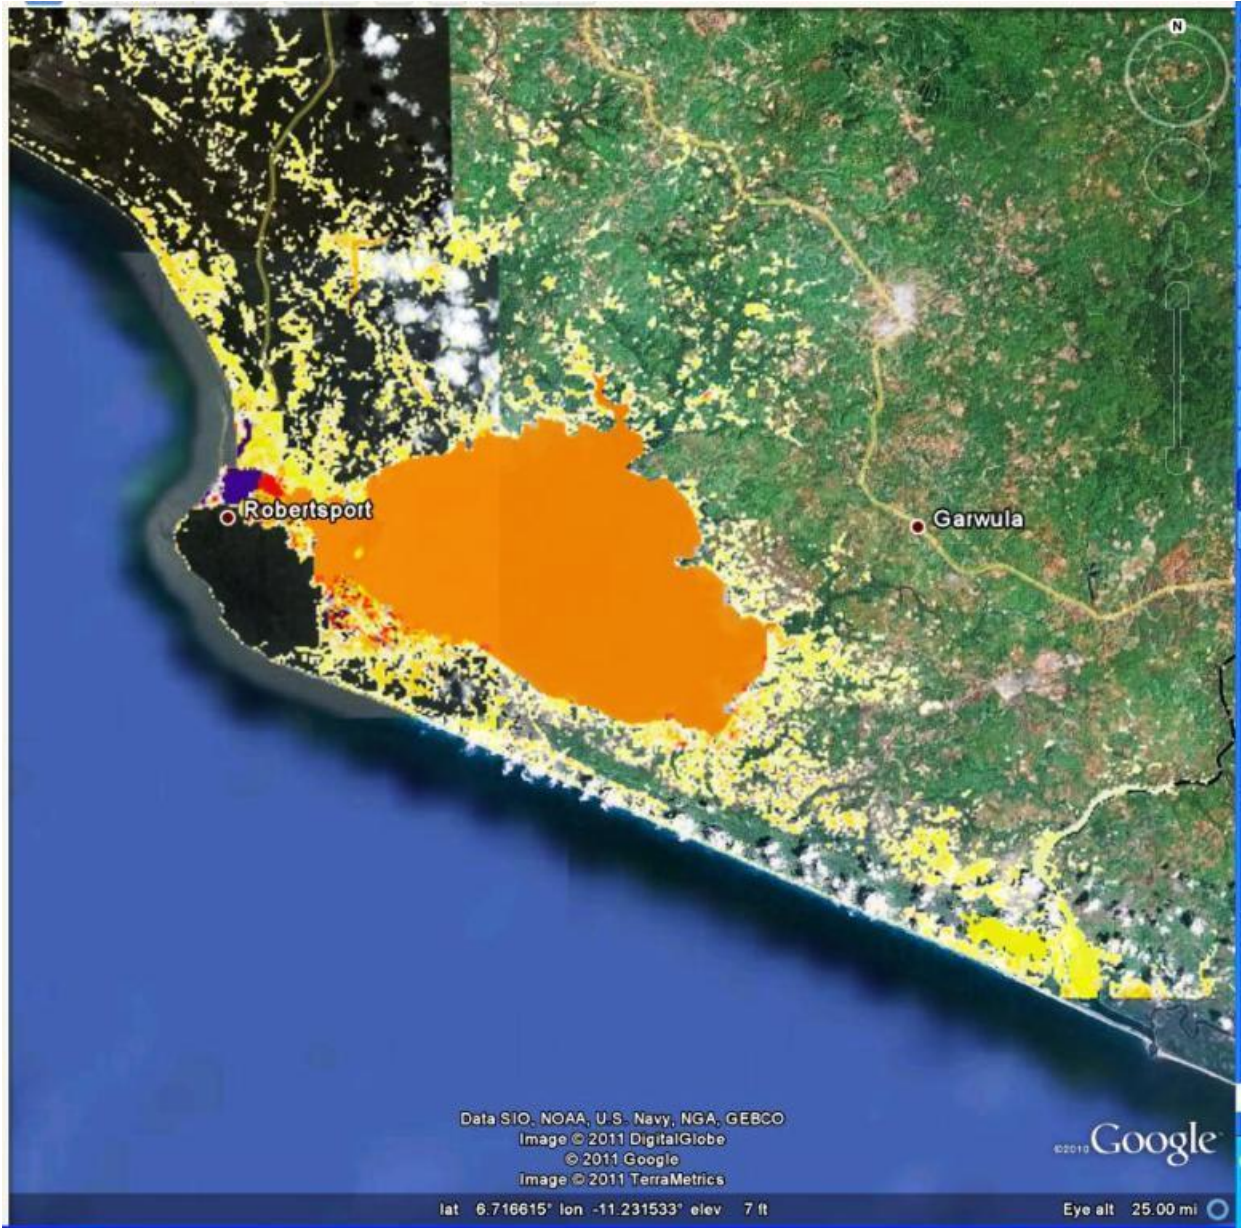 N
Robertsport
Garwula
Data SIO, NOAA, U.S. Navy, NGA, GEBCO
Image © 2011 DigitalGlobe
© 2011 Google
Image © 2011 TerraMetrics
©2010 Google
lat 6.716615° lon -11.231533° elev 7 ft
Eye alt 25.00 mi